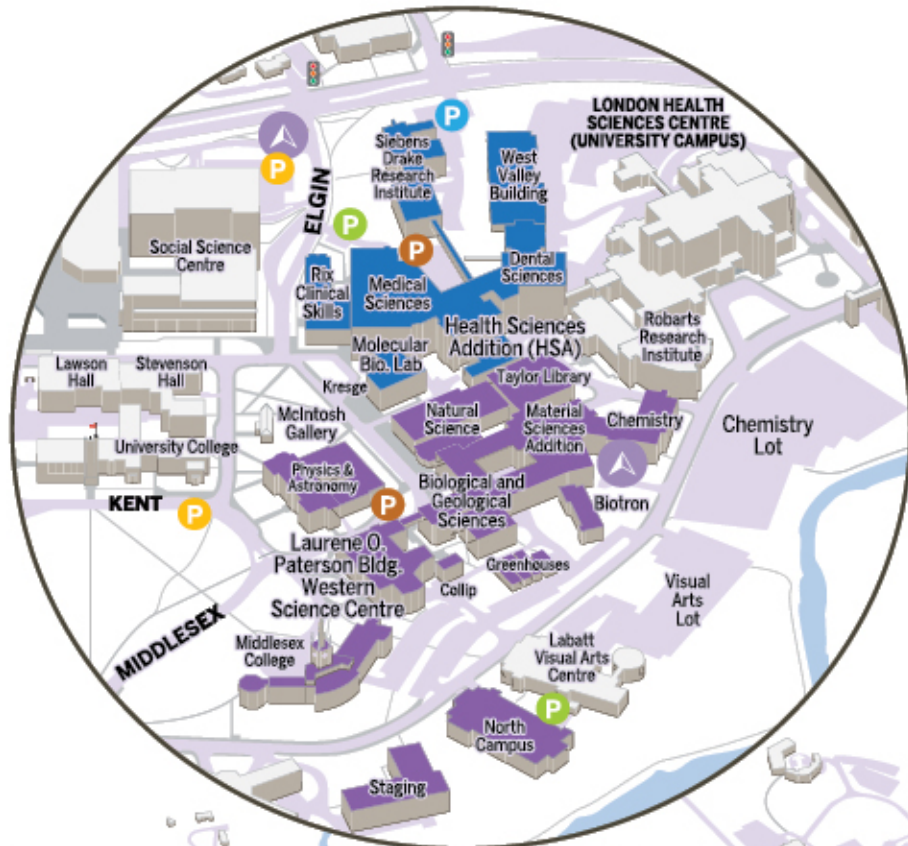 LONDON HEALTH
SCIENCES CENTRE
(UNIVERSITY CAMPUS)
P
Siebens
Drake
Research
Institute
West
Valley
Building
P
ELGIN
P
Social Science
Centre
P
Rix
Clinical
Skills
Medical
Sciences
Dental
Sciences
Health Sciences
Addition (HSA)
Robarts
Research
Institute
Molecular
Bio. Lab
Lawson
Hall
Stevenson
Hall
Kresge
Taylor Library
McIntosh
Gallery
Natural
Science
Material
Sciences
Addition
Chemistry
Chemistry
Lot
University College
Physics &
Astronomy
Biological and
Geological
Sciences
Biotron
KENT
P
P
Laurene O.
Paterson Bldg.
Western
Science Centre
Greenhouses
Collip
Visual
Arts
Lot
MIDDLESEX
Middlesex
College
Labatt
Visual Arts
Centre
P
North
Campus
Staging